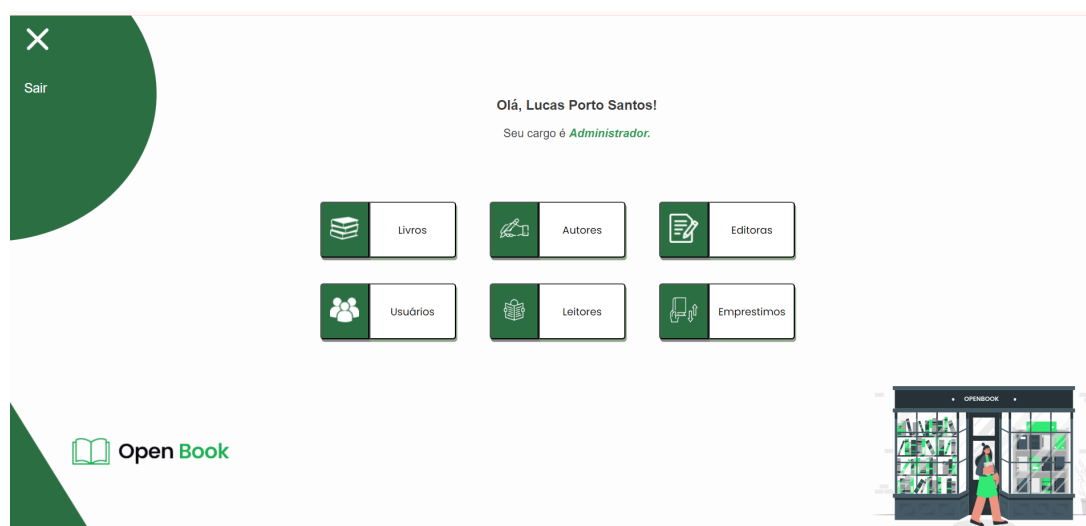 Sair
Olá, Lucas Porto Santos!
Seu cargo é Administrador.
Livros
Autores
Editoras
Usuários
Leitores
Emprestimos
OPENBOOK
Open Book